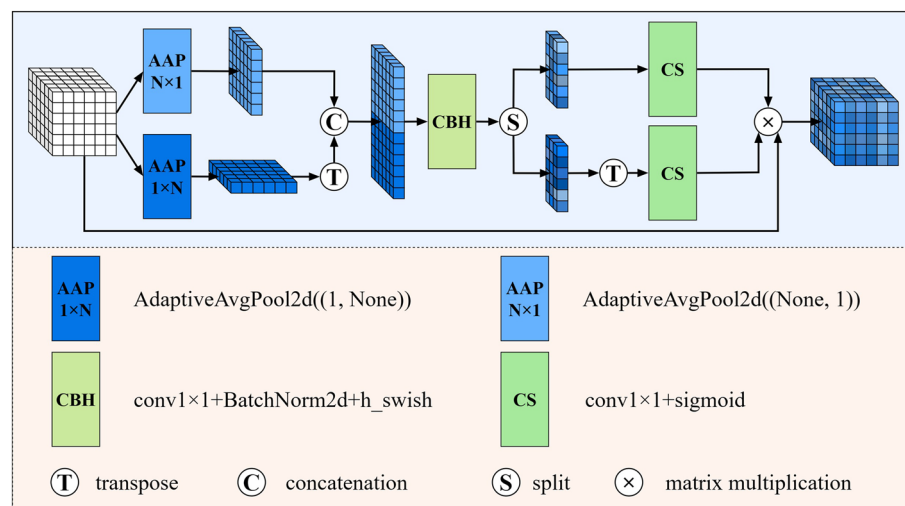 AAP
N×1
CS
C
CBH
S
×
AAP
1×N
T
T
CS
AAP
1×N
AdaptiveAvgPool2d((1, None))
AAP
N×1
AdaptiveAvgPool2d((None, 1))
CBH
conv1×1+BatchNorm2d+h_swish
CS
conv1×1+sigmoid
T transpose
C concatenation
S split
× matrix multiplication